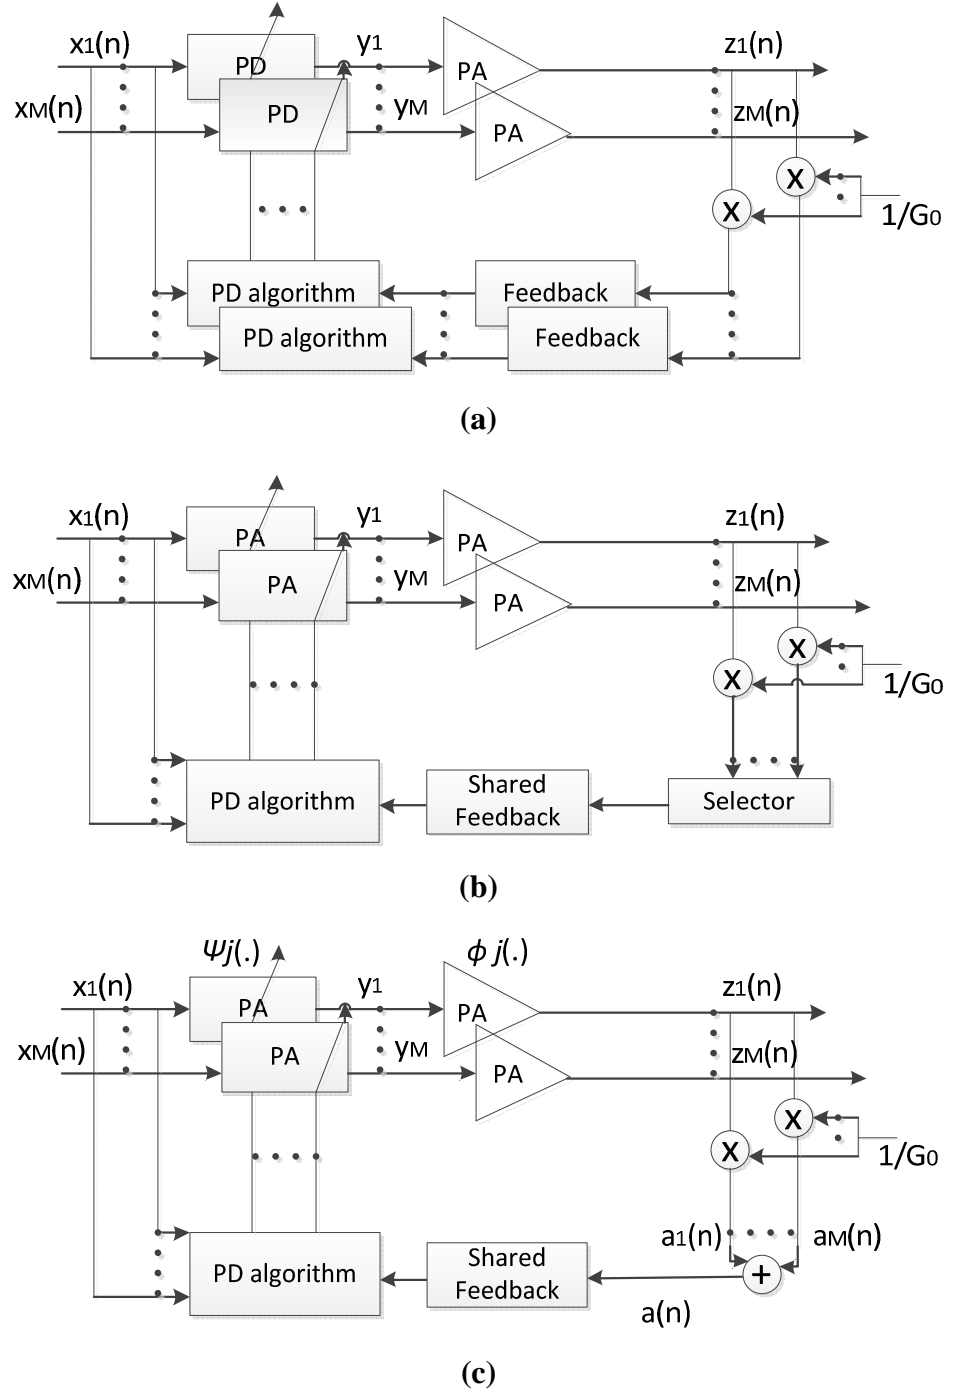 x1(n)
PD
y1
PA
z1(n)
xM(n)
PD
yM
PA
zM(n)
X
X
1/G0
PD algorithm
Feedback
PD algorithm
Feedback
(a)
x1(n)
PA
y1
PA
z1(n)
xM(n)
PA
yM
PA
zM(n)
X
X
1/G0
PD algorithm
Shared
Feedback
Selector
(b)
Ψj(.)
ϕ j(.)
x1(n)
PA
y1
PA
z1(n)
xM(n)
PA
yM
PA
zM(n)
X
X
1/G0
a1(n)
aM(n)
PD algorithm
Shared
Feedback
+
a(n)
(c)